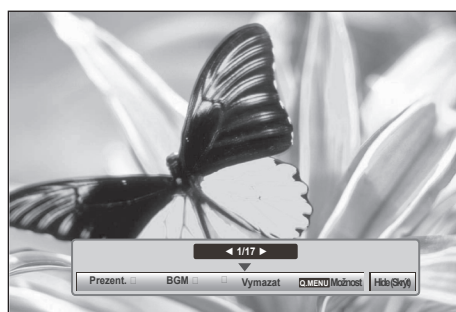 ◀ 1/17 ▶
Prezent. □ BGM □ □ Vymazat Q.MENU Možnost Hide(Skrýt)